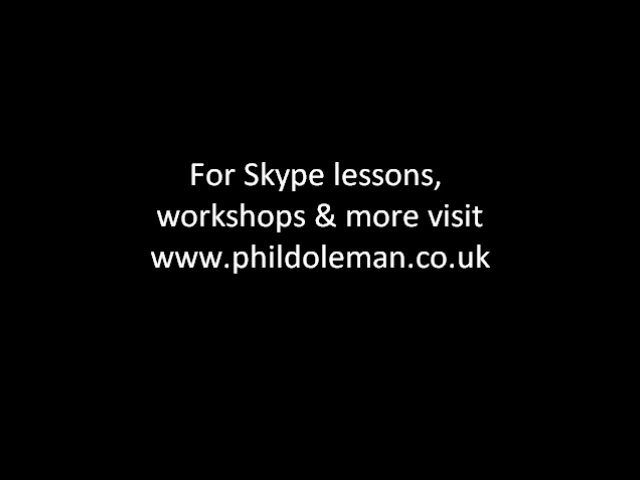 For Skype lessons,
workshops & more visit
www.phildoleman.co.uk